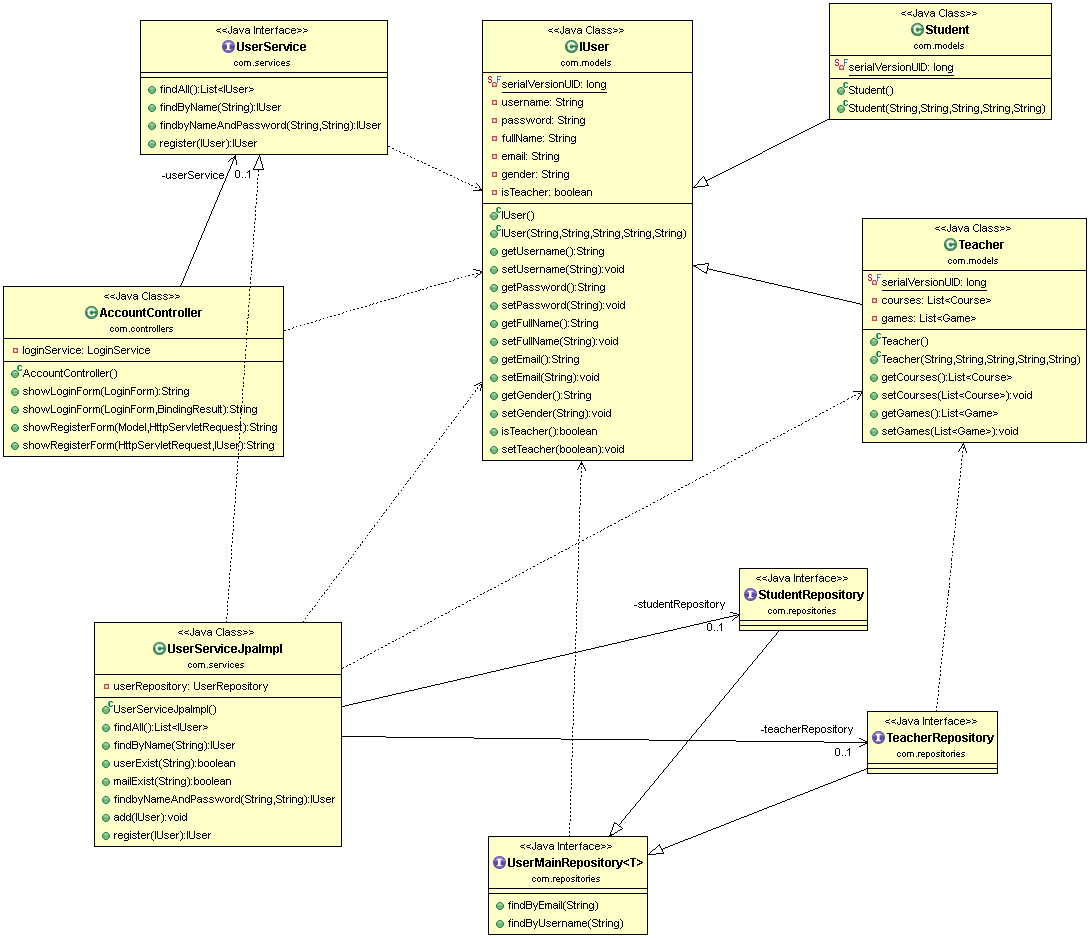 <<Java Interface>>
UserService
com.services
findAll():List<IUser>
findByName(String):IUser
findbyNameAndPassword(String,String):IUser
register(IUser):IUser
<<Java Class>>
IUser
com.models
serialVersionUID: long
username: String
password: String
fullName: String
email: String
gender: String
isTeacher: boolean
IUser()
IUser(String,String,String,String,String)
getUsername():String
setUsername(String):void
getPassword():String
setPassword(String):void
getFullName():String
setFullName(String):void
getEmail():String
setEmail(String):void
getGender():String
setGender(String):void
isTeacher():boolean
setTeacher(boolean):void
<<Java Class>>
Student
com.models
serialVersionUID: long
Student()
Student(String,String,String,String,String)
-userService
0..1
<<Java Class>>
Teacher
com.models
serialVersionUID: long
courses: List<Course>
games: List<Game>
Teacher()
Teacher(String,String,String,String,String)
getCourses():List<Course>
setCourses(List<Course>):void
getGames():List<Game>
setGames(List<Game>):void
<<Java Class>>
AccountController
com.controllers
loginService: LoginService
AccountController()
showLoginForm(LoginForm):String
showLoginForm(LoginForm,BindingResult):String
showRegisterForm(Model,HttpServletRequest):String
showRegisterForm(HttpServletRequest,IUser):String
<<Java Interface>>
StudentRepository
com.repositories
-studentRepository
0..1
<<Java Class>>
UserServiceJpaImpl
com.services
userRepository: UserRepository
UserServiceJpaImpl()
findAll():List<IUser>
findByName(String):IUser
userExist(String):boolean
mailExist(String):boolean
findbyNameAndPassword(String,String):IUser
add(IUser):void
register(IUser):IUser
-teacherRepository
0..1
<<Java Interface>>
TeacherRepository
com.repositories
<<Java Interface>>
UserMainRepository<T>
com.repositories
findByEmail(String)
findByUsername(String)